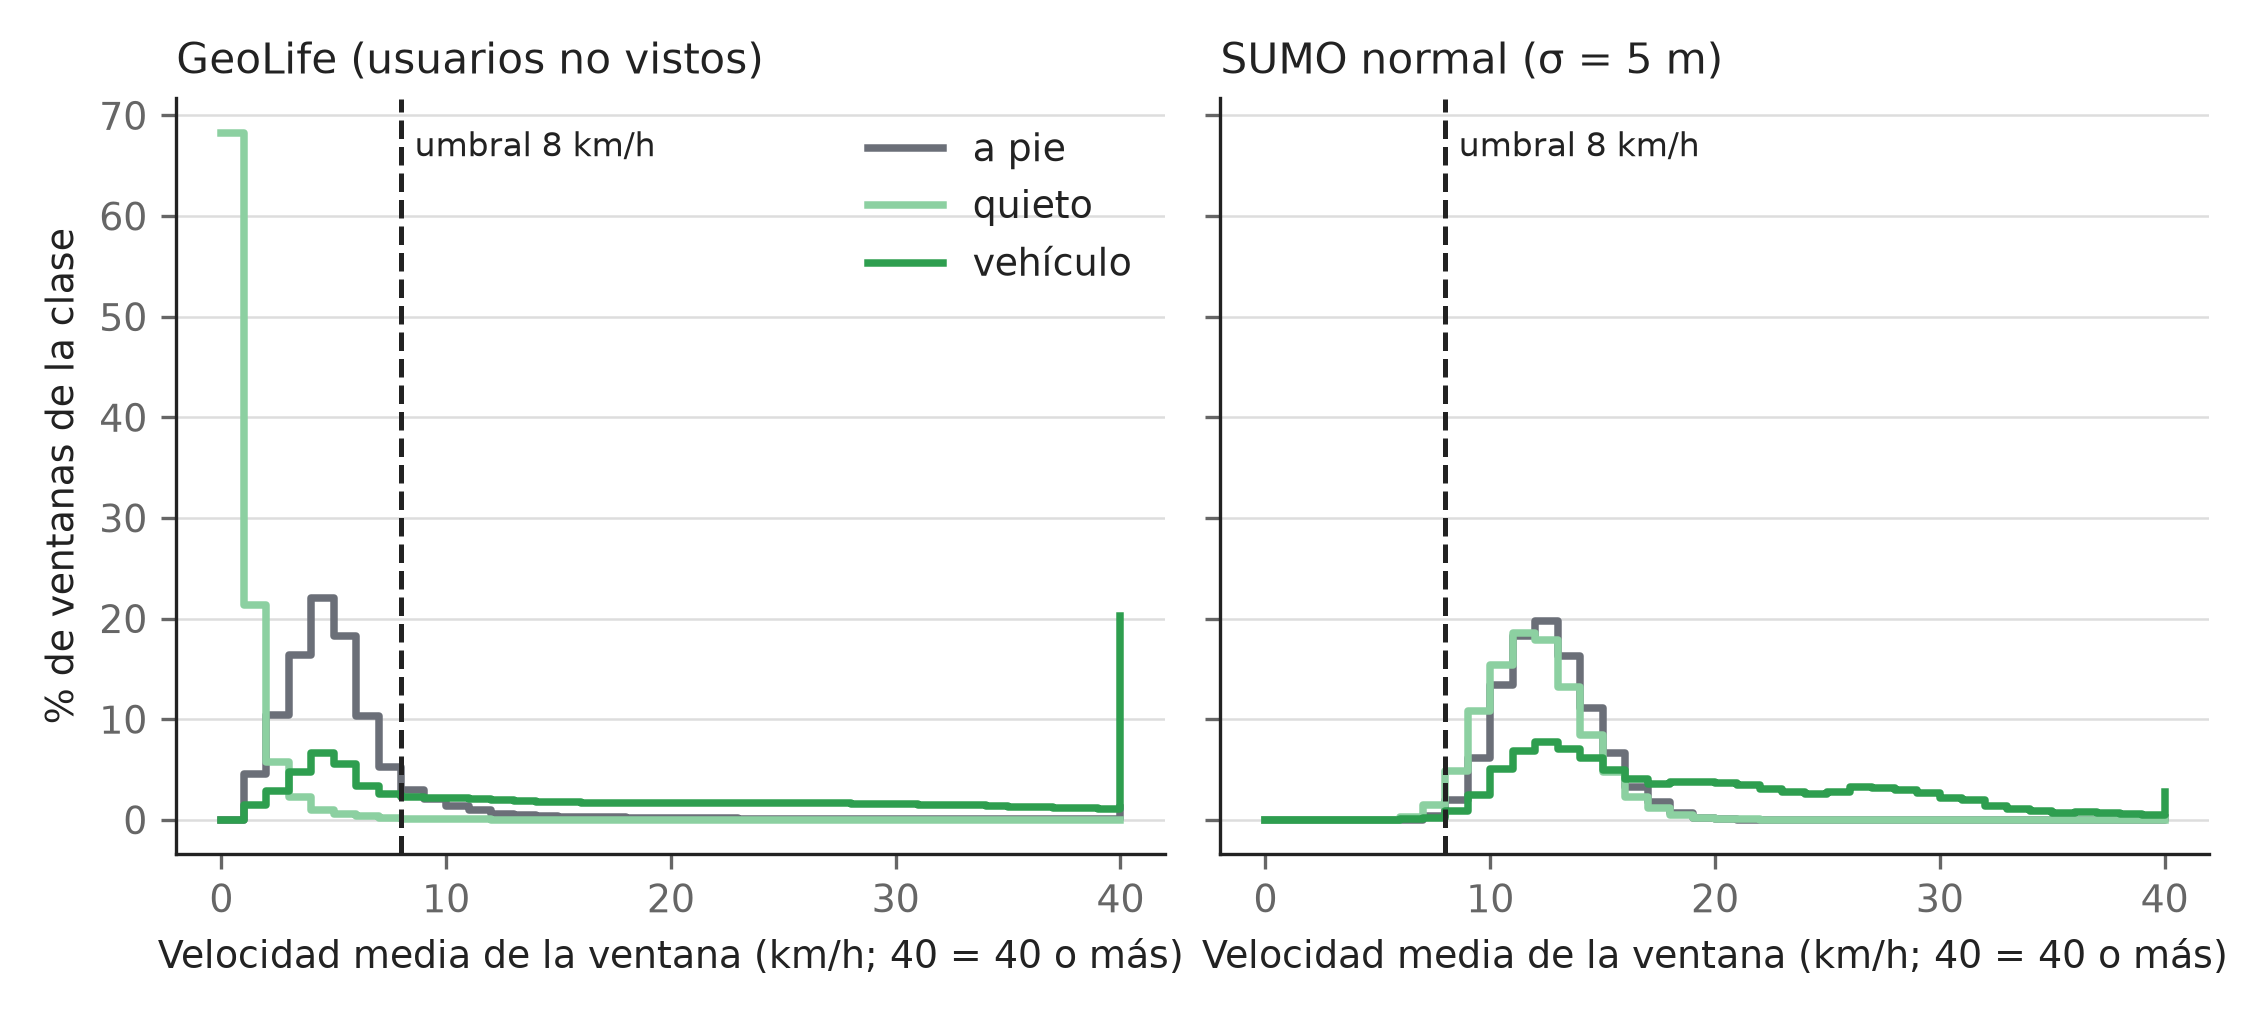 GeoLife (usuarios no vistos)
SUMO normal (σ = 5 m)
% de ventanas de la clase
70
60
50
40
30
20
10
0
umbral 8 km/h
a pie
quieto
vehículo
umbral 8 km/h
0 10 20 30 40
0 10 20 30 40
Velocidad media de la ventana (km/h; 40 = 40 o más)
Velocidad media de la ventana (km/h; 40 = 40 o más)